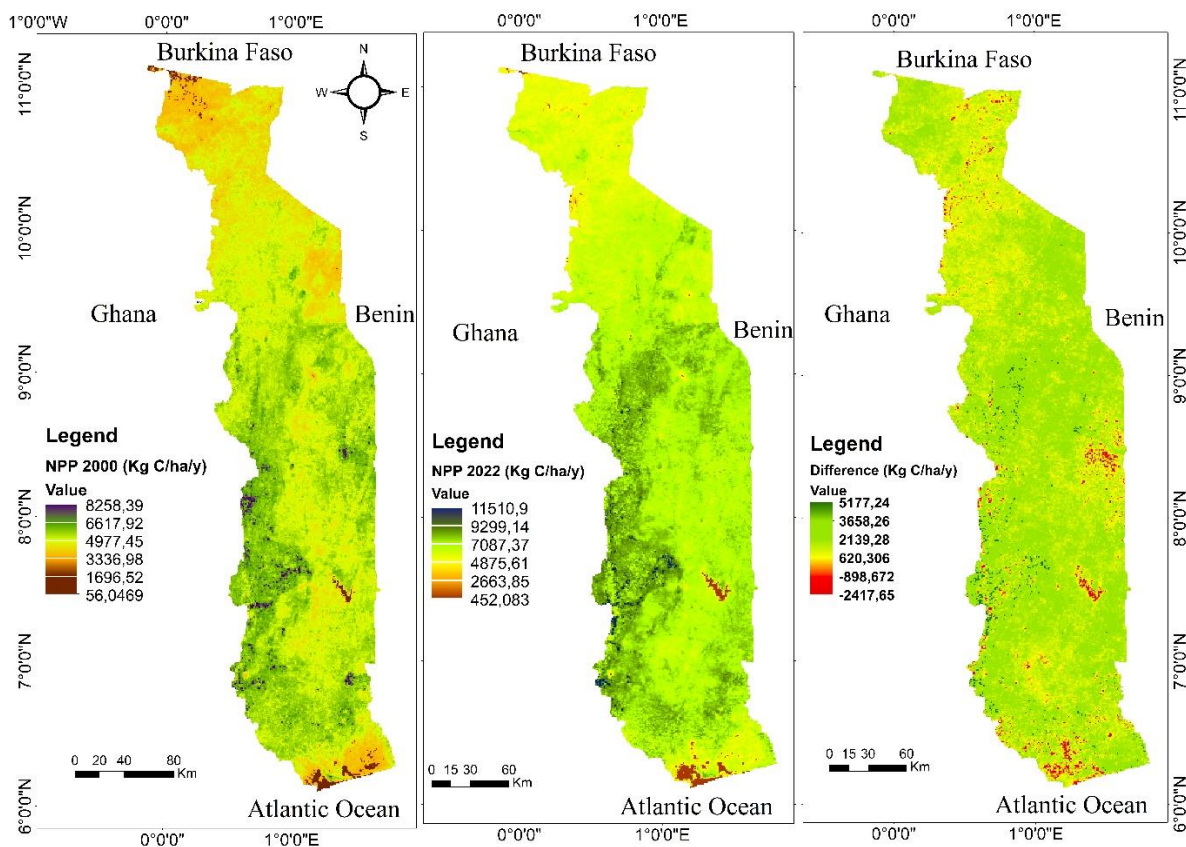 1°0'0"W 0°0'0" 1°0'0"E
Burkina Faso
N
W E
S
11°0'0"N
10°0'0"N
9°0'0"N
8°0'0"N
7°0'0"N
6°0'0"N
Ghana
Benin
Legend
NPP 2000 (Kg C/ha/y)
Value
8258,39
6617,92
4977,45
3336,98
1696,52
56,0469
0 20 40 80
Km
Atlantic Ocean
0°0'0" 1°0'0"E
0°0'0" 1°0'0"E
Burkina Faso
Ghana
Benin
Legend
NPP 2022 (Kg C/ha/y)
Value
11510,9
9299,14
7087,37
4875,61
2663,85
452,083
0 15 30 60
Km
Atlantic Ocean
0°0'0" 1°0'0"E
0°0'0" 1°0'0"E
Burkina Faso
11°0'0"N
10°0'0"N
9°0'0"N
8°0'0"N
7°0'0"N
6°0'0"N
Ghana
Benin
Legend
Difference (Kg C/ha/y)
Value
5177,24
3658,26
2139,28
620,306
-898,672
-2417,65
0 15 30 60
Km
Atlantic Ocean
0°0'0" 1°0'0"E